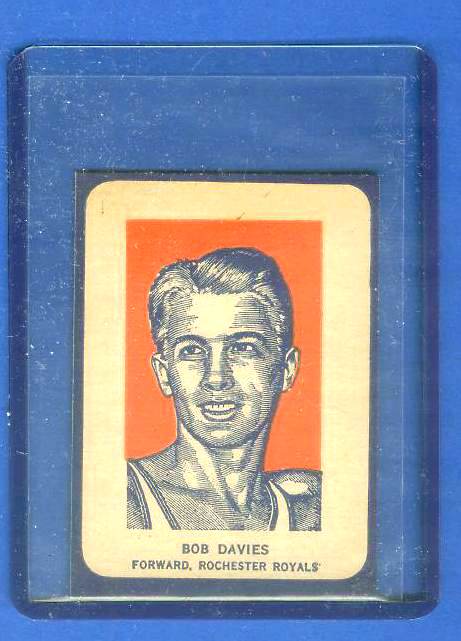 BOB DAVIES
FORWARD, ROCHESTER ROYALS